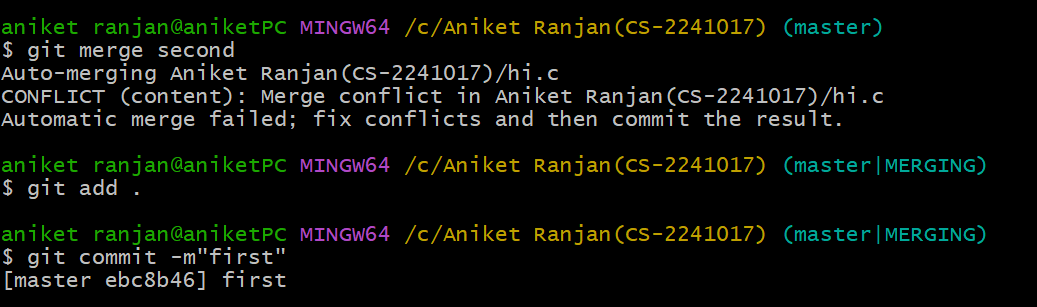 aniket ranjan@aniketPC MINGW64 /c/Aniket Ranjan(CS-2241017) (master)
$ git merge second
Auto-merging Aniket Ranjan(CS-2241017)/hi.c
CONFLICT (content): Merge conflict in Aniket Ranjan(CS-2241017)/hi.c
Automatic merge failed; fix conflicts and then commit the result.
aniket ranjan@aniketPC MINGW64 /c/Aniket Ranjan(CS-2241017) (master|MERGING)
$ git add .
aniket ranjan@aniketPC MINGW64 /c/Aniket Ranjan(CS-2241017) (master|MERGING)
$ git commit -m"first"
[master ebc8b46] first